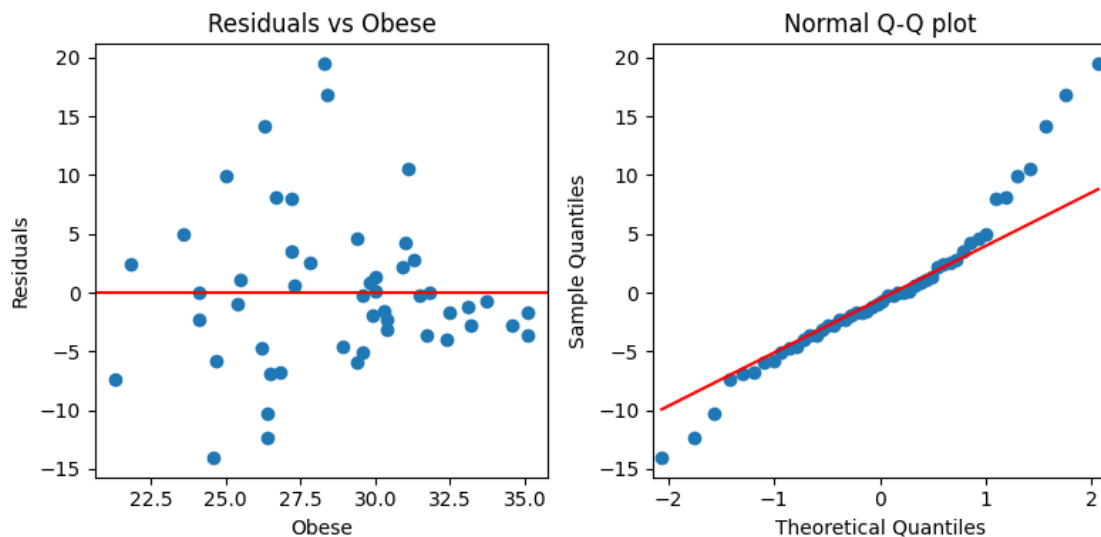 Residuals vs Obese
20
15
10
5
0
−5
−10
−15
Residuals
22.5 25.0 27.5 30.0 32.5 35.0
Obese
Normal Q-Q plot
20
15
10
5
0
−5
−10
−15
Sample Quantiles
−2 −1 0 1 2
Theoretical Quantiles